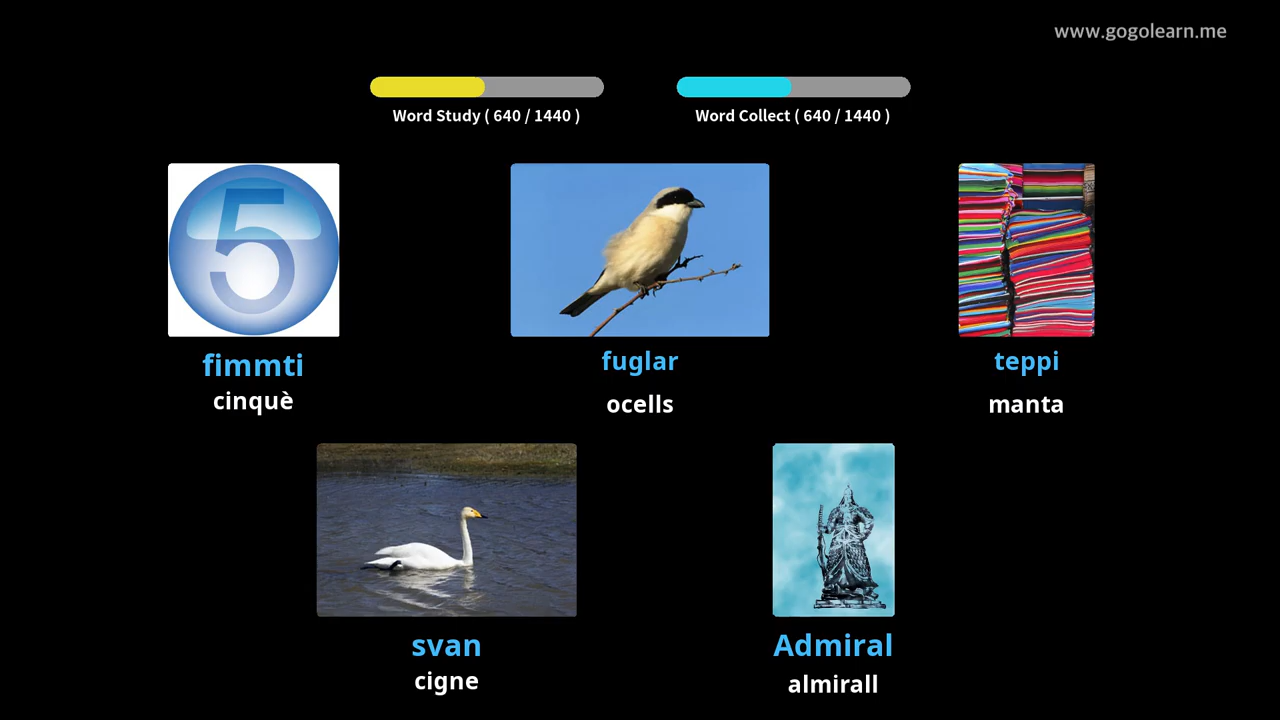 www.gogolearn.me
Word Study ( 640 / 1440 )
Word Collect ( 640 / 1440 )
5
fimmti
cinquè
fuglar
ocells
teppi
manta
svan
cigne
Admiral
almirall